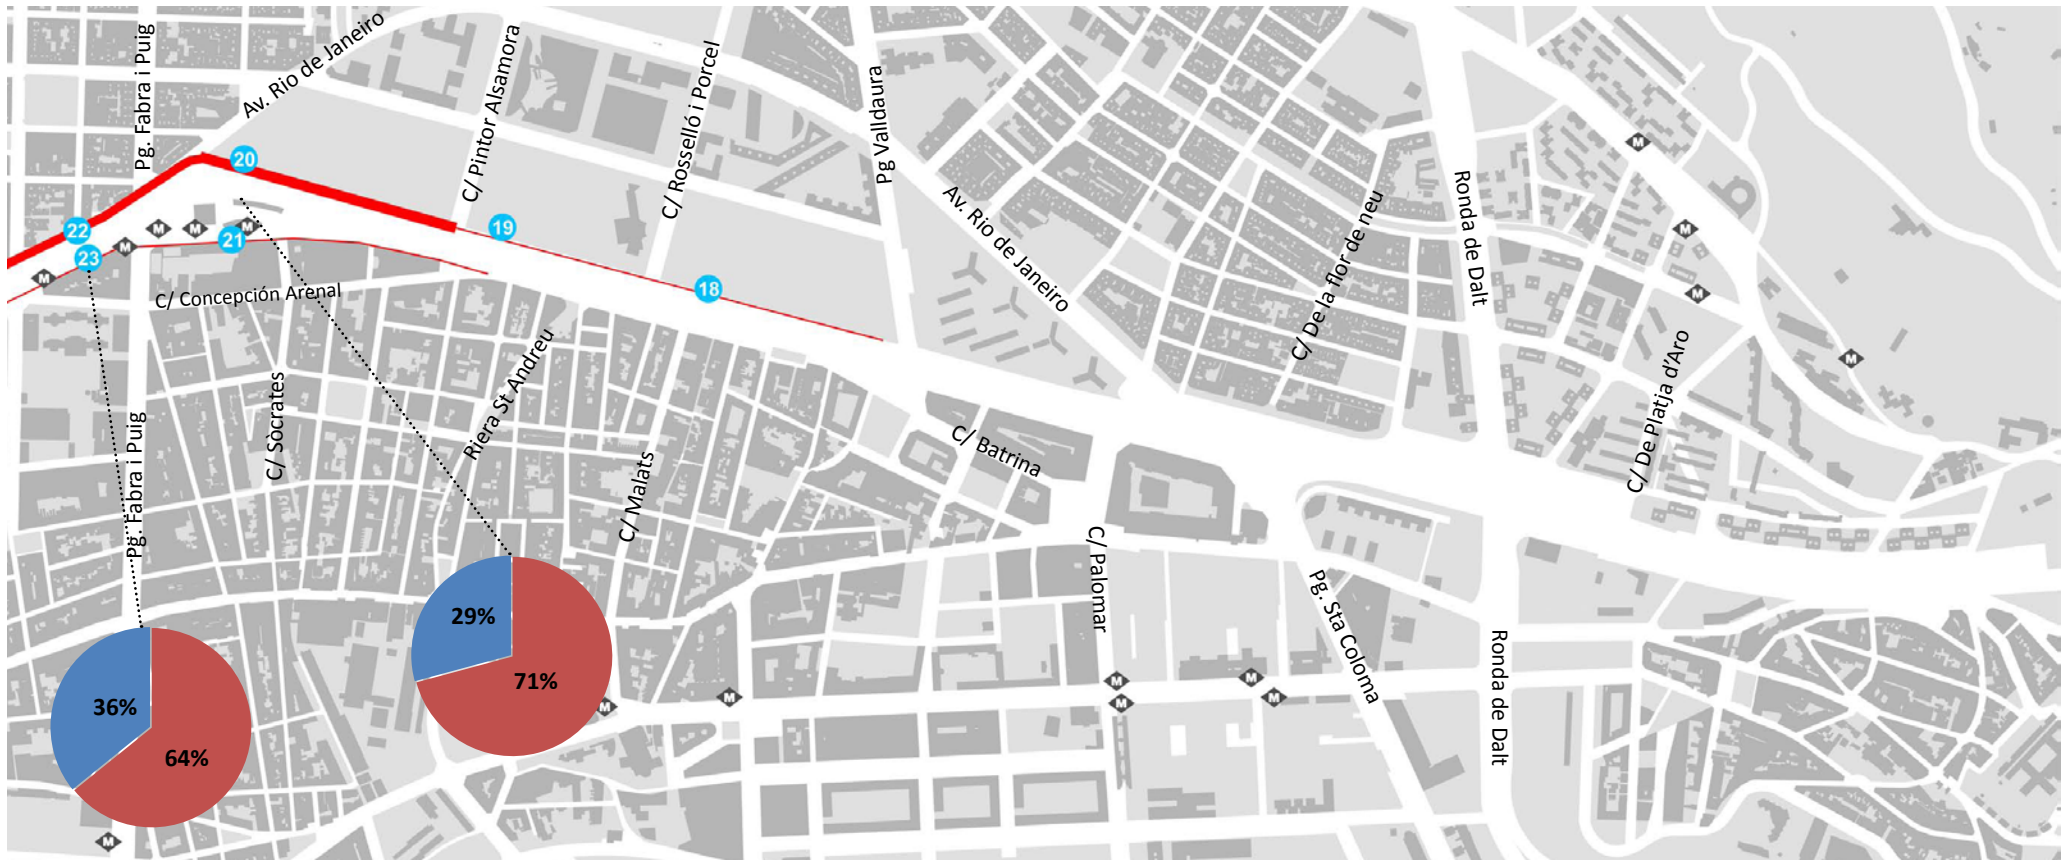 Pg. Fabra i Puig
Av. Rio de Janeiro
C/ Pintor Alsamora
C/ Rosselló i Porcel
Pg Valldaura
Av. Rio de Janeiro
C/ De la flor de neu
Ronda de Dalt
C/ De Platja d'Aro
M
M
M
M
20
22
19
23
21
18
M
M
M
M
M
C/ Concepción Arenal
Pg. Fabra i Puig
C/ Sòcrates
Riera St Andreu
C/ Malats
C/ Batrina
C/ Palomar
Pg. Sta Coloma
Ronda de Dalt
29%
71%
36%
64%
M
M
M
M
M
M
M